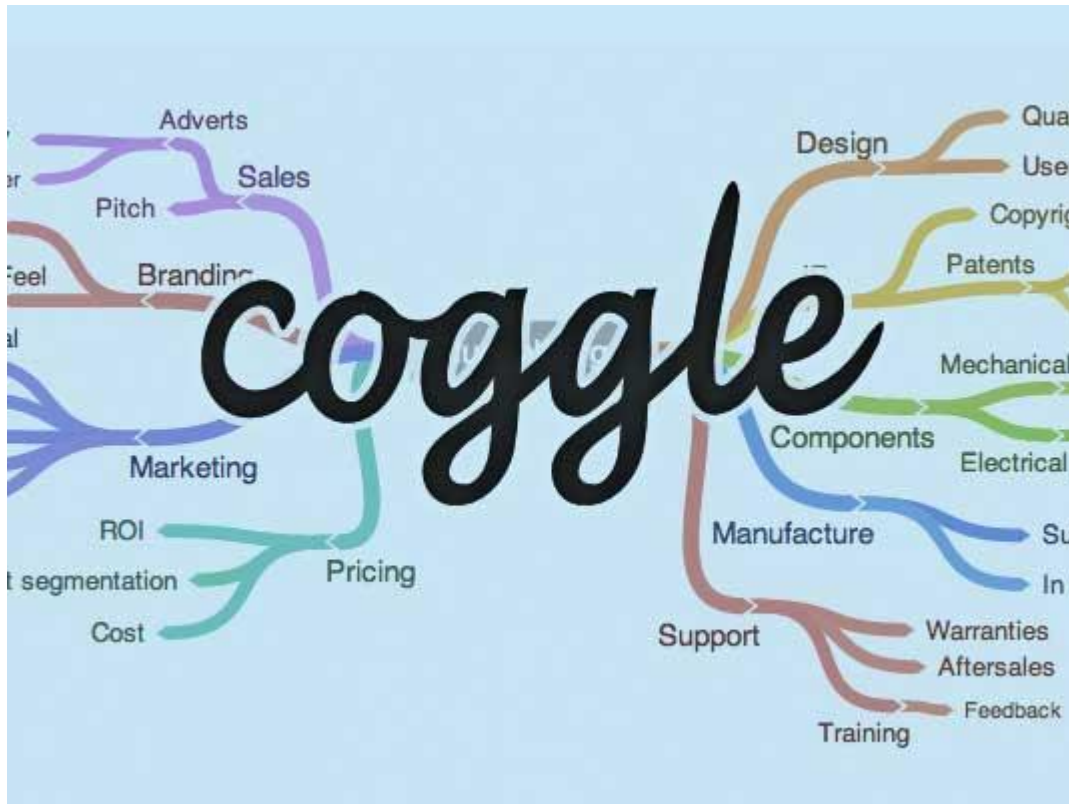 Adverts
Sales
Pitch
Branding
Feel
Marketing
ROI
segmentation
Pricing
Cost
coggle
Design
Patents
Mechanical
Components
Electrical
Manufacture
In
Support
Warranties
Aftersales
Feedback
Training